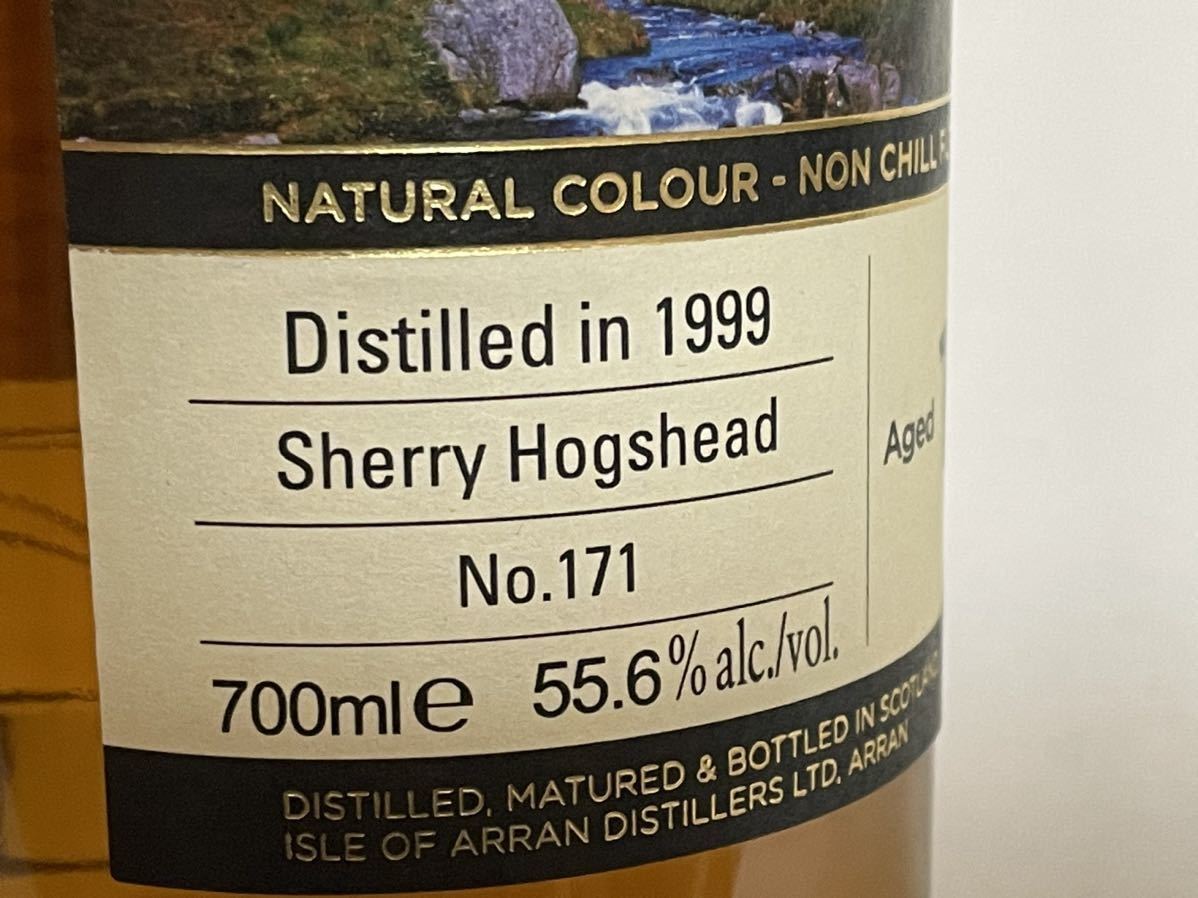 NATURAL COLOUR - NON CHILL
Distilled in 1999
Sherry Hogshead
No.171
700ml e 55.6% alc./vol.
Aged
DISTILLED, MATURED & BOTTLED IN SCOTLAND
ISLE OF ARRAN DISTILLERS LTD, ARRAN